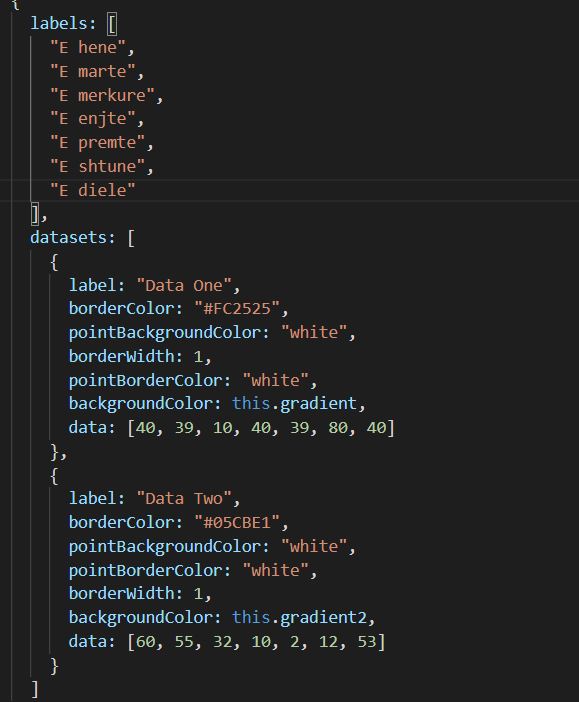 {
labels: [
"E hene",
"E marte",
"E merkure",
"E enjte",
"E premte",
"E shtune",
"E diele"
],
datasets: [
{
label: "Data One",
borderColor: "#FC2525",
pointBackgroundColor: "white",
borderWidth: 1,
pointBorderColor: "white",
backgroundColor: this.gradient,
data: [40, 39, 10, 40, 39, 80, 40]
},
{
label: "Data Two",
borderColor: "#05CBE1",
pointBackgroundColor: "white",
pointBorderColor: "white",
borderWidth: 1,
backgroundColor: this.gradient2,
data: [60, 55, 32, 10, 2, 12, 53]
}
]